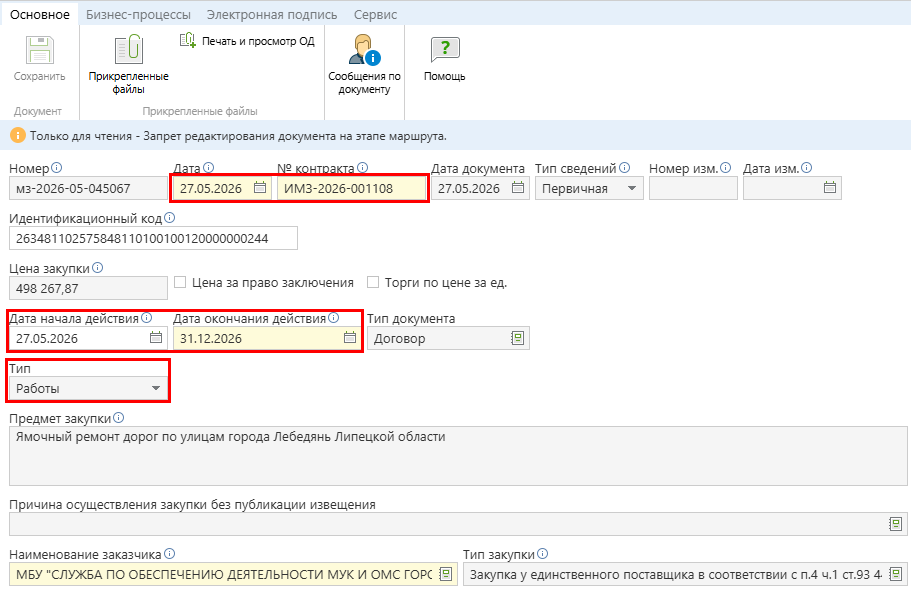 Основное Бизнес-процессы Электронная подпись Сервис
Сохранить
Прикрепленные файлы
Печать и просмотр ОД
Сообщения по документу
Помощь
Документ Прикрепленные файлы
Только для чтения - Запрет редактирования документа на этапе маршрута.
Номер Дата № контракта Дата документа Тип сведений Номер изм. Дата изм.
мз-2026-05-045067 27.05.2026 ИМЗ-2026-001108 27.05.2026 Первичная
Идентификационный код
263481102575848110100100120000000244
Цена закупки
498 267,87 Цена за право заключения Торги по цене за ед.
Дата начала действия Дата окончания действия Тип документа
27.05.2026 31.12.2026 Договор
Тип
Работы
Предмет закупки
Ямочный ремонт дорог по улицам города Лебедянь Липецкой области
Причина осуществления закупки без публикации извещения
Наименование заказчика Тип закупки
МБУ "СЛУЖБА ПО ОБЕСПЕЧЕНИЮ ДЕЯТЕЛЬНОСТИ МУК И ОМС ГОРС Закупка у единственного поставщика в соответствии с п.4 ч.1 ст.93 4